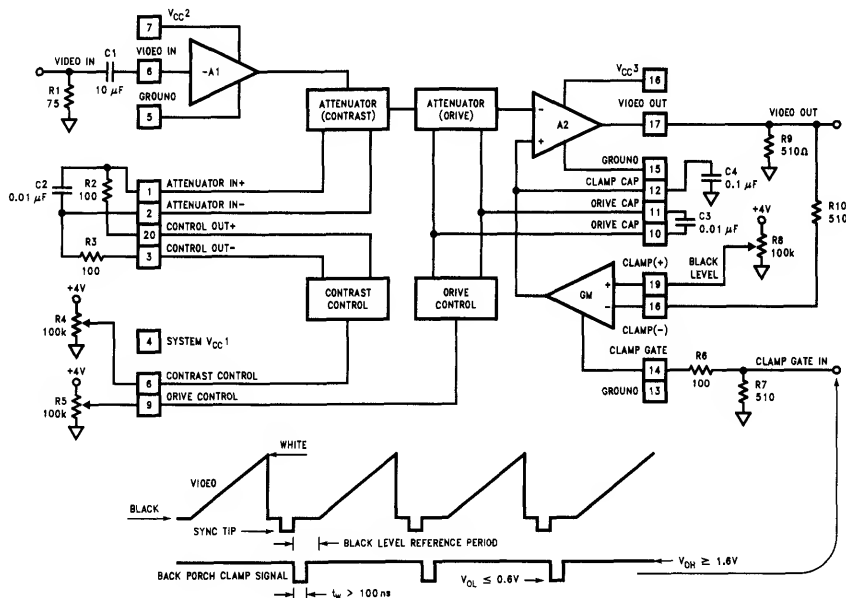 7
VCC2
VIDEO IN
C1
10 μF
VIDEO IN
6
-A1
GROUND
5
R1
75
ATTENUATOR
(CONTRAST)
ATTENUATOR
(ORIVE)
-
A2
+
VCC3
16
VIDEO OUT
17
VIDEO OUT
R9
510Ω
GROUND
15
CLAMP CAP
12
C4
0.1 μF
ORIVE CAP
11
C3
0.01 μF
ORIVE CAP
10
R10
510
+4V
R8
100k
BLACK
LEVEL
C2
0.01 μF
R2
100
1
ATTENUATOR IN+
2
ATTENUATOR IN-
20
CONTROL OUT+
3
CONTROL OUT-
R3
100
CONTRAST
CONTROL
ORIVE
CONTROL
GM
+
-
CLAMP(+)
19
16
CLAMP(-)
+4V
R4
100k
4
SYSTEM VCC1
6
CONTRAST CONTROL
9
ORIVE CONTROL
+4V
R5
100k
CLAMP GATE
14
R6
100
CLAMP GATE IN
GROUND
13
R7
510
WHITE
VIDEO
BLACK
SYNC TIP
BLACK LEVEL REFERENCE PERIOD
BACK PORCH CLAMP SIGNAL
VOL ≤ 0.6V
VOH ≥ 1.6V
tw > 100 ns